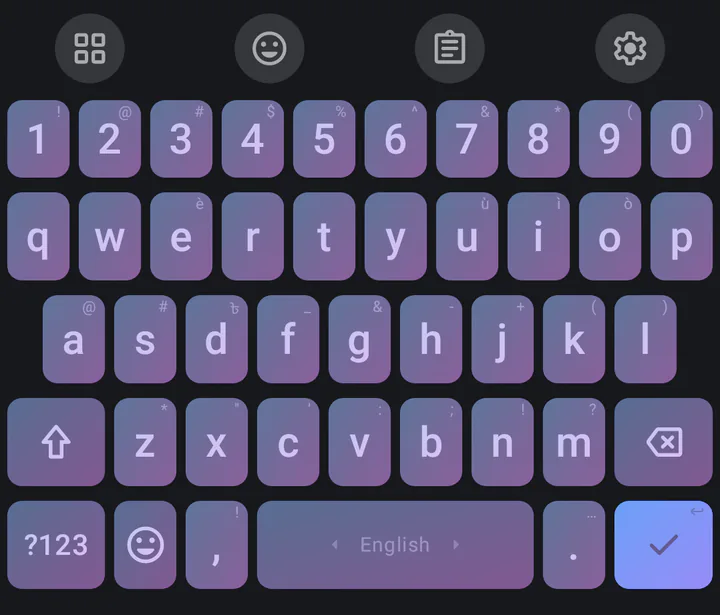 ! @ # $ % ^ & * ( )
1 2 3 4 5 6 7 8 9 0
è ù ì ò
q w e r t y u i o p
@ # ъ _ & - + ( )
a s d f g h j k l
* " ' : ; ! ?
z x c v b n m
! …
?123 , English .